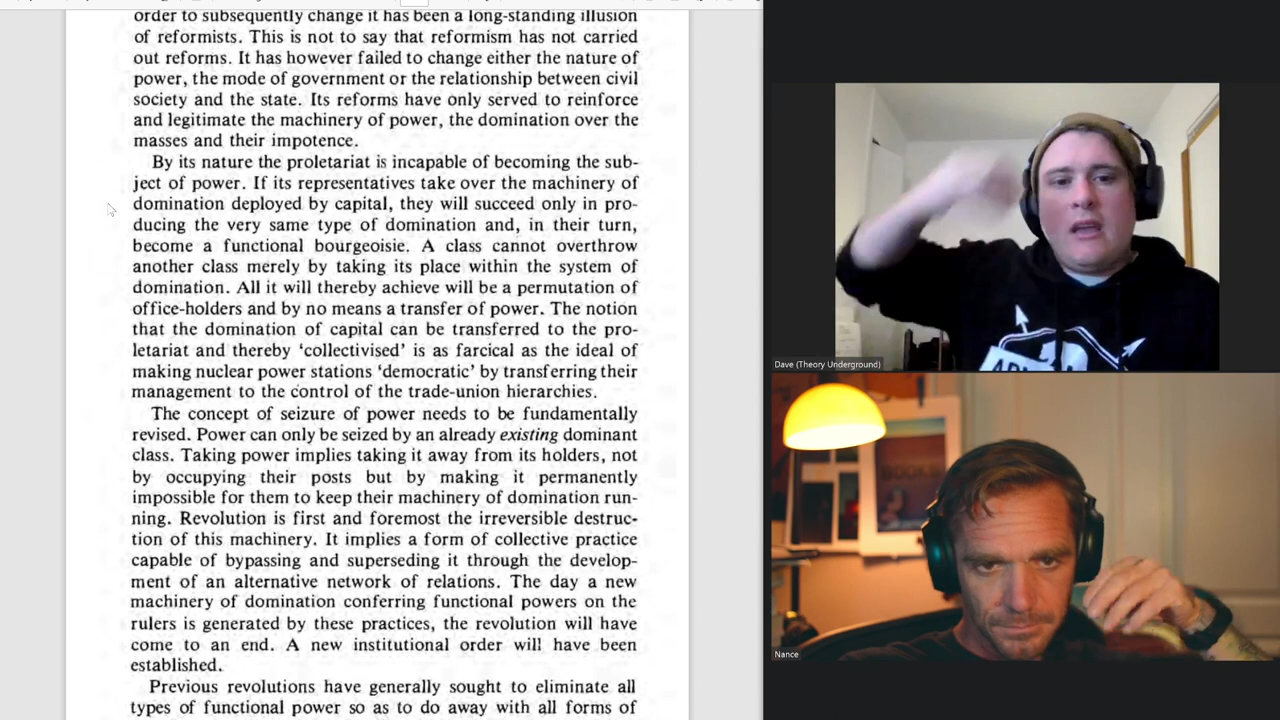 order to subsequently change it has been a long-standing illusion
of reformists. This is not to say that reformism has not carried
out reforms. It has however failed to change either the nature of
power, the mode of government or the relationship between civil
society and the state. Its reforms have only served to reinforce
and legitimate the machinery of power, the domination over the
masses and their impotence.
By its nature the proletariat is incapable of becoming the sub-
ject of power. If its representatives take over the machinery of
domination deployed by capital, they will succeed only in pro-
ducing the very same type of domination and, in their turn,
become a functional bourgeoisie. A class cannot overthrow
another class merely by taking its place within the system of
domination. All it will thereby achieve will be a permutation of
office-holders and by no means a transfer of power. The notion
that the domination of capital can be transferred to the pro-
letariat and thereby ‘collectivised’ is as farcical as the ideal of
making nuclear power stations ‘democratic’ by transferring their
management to the control of the trade-union hierarchies.
The concept of seizure of power needs to be fundamentally
revised. Power can only be seized by an already existing dominant
class. Taking power implies taking it away from its holders, not
by occupying their posts but by making it permanently
impossible for them to keep their machinery of domination run-
ning. Revolution is first and foremost the irreversible destruc-
tion of this machinery. It implies a form of collective practice
capable of bypassing and superseding it through the develop-
ment of an alternative network of relations. The day a new
machinery of domination conferring functional powers on the
rulers is generated by these practices, the revolution will have
come to an end. A new institutional order will have been
established.
Previous revolutions have generally sought to eliminate all
types of functional power so as to do away with all forms of
Dave (Theory Underground)
Nance